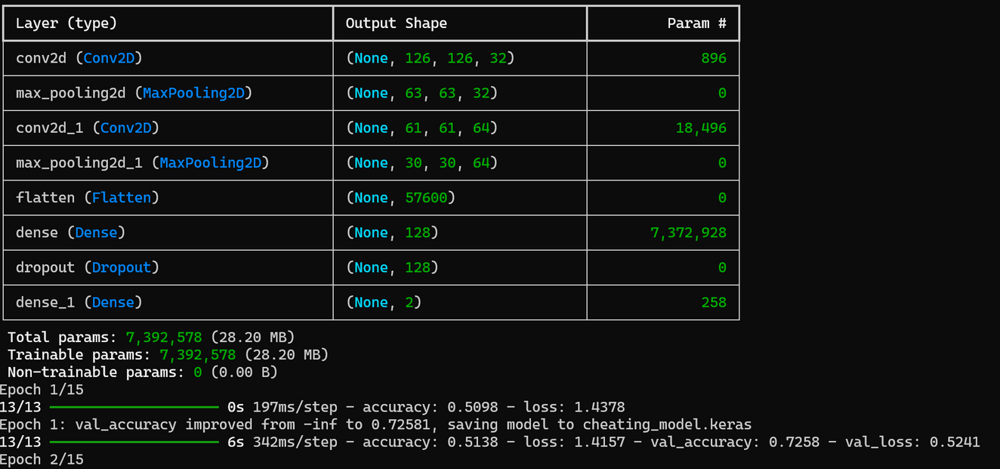 Layer (type) Output Shape Param #
conv2d (Conv2D) (None, 126, 126, 32) 896
max_pooling2d (MaxPooling2D) (None, 63, 63, 32) 0
conv2d_1 (Conv2D) (None, 61, 61, 64) 18,496
max_pooling2d_1 (MaxPooling2D) (None, 30, 30, 64) 0
flatten (Flatten) (None, 57600) 0
dense (Dense) (None, 128) 7,372,928
dropout (Dropout) (None, 128) 0
dense_1 (Dense) (None, 2) 258
Total params: 7,392,578 (28.20 MB)
Trainable params: 7,392,578 (28.20 MB)
Non-trainable params: 0 (0.00 B)
Epoch 1/15
13/13 0s 197ms/step - accuracy: 0.5098 - loss: 1.4378
Epoch 1: val_accuracy improved from -inf to 0.72581, saving model to cheating_model.keras
13/13 6s 342ms/step - accuracy: 0.5138 - loss: 1.4157 - val_accuracy: 0.7258 - val_loss: 0.5241
Epoch 2/15